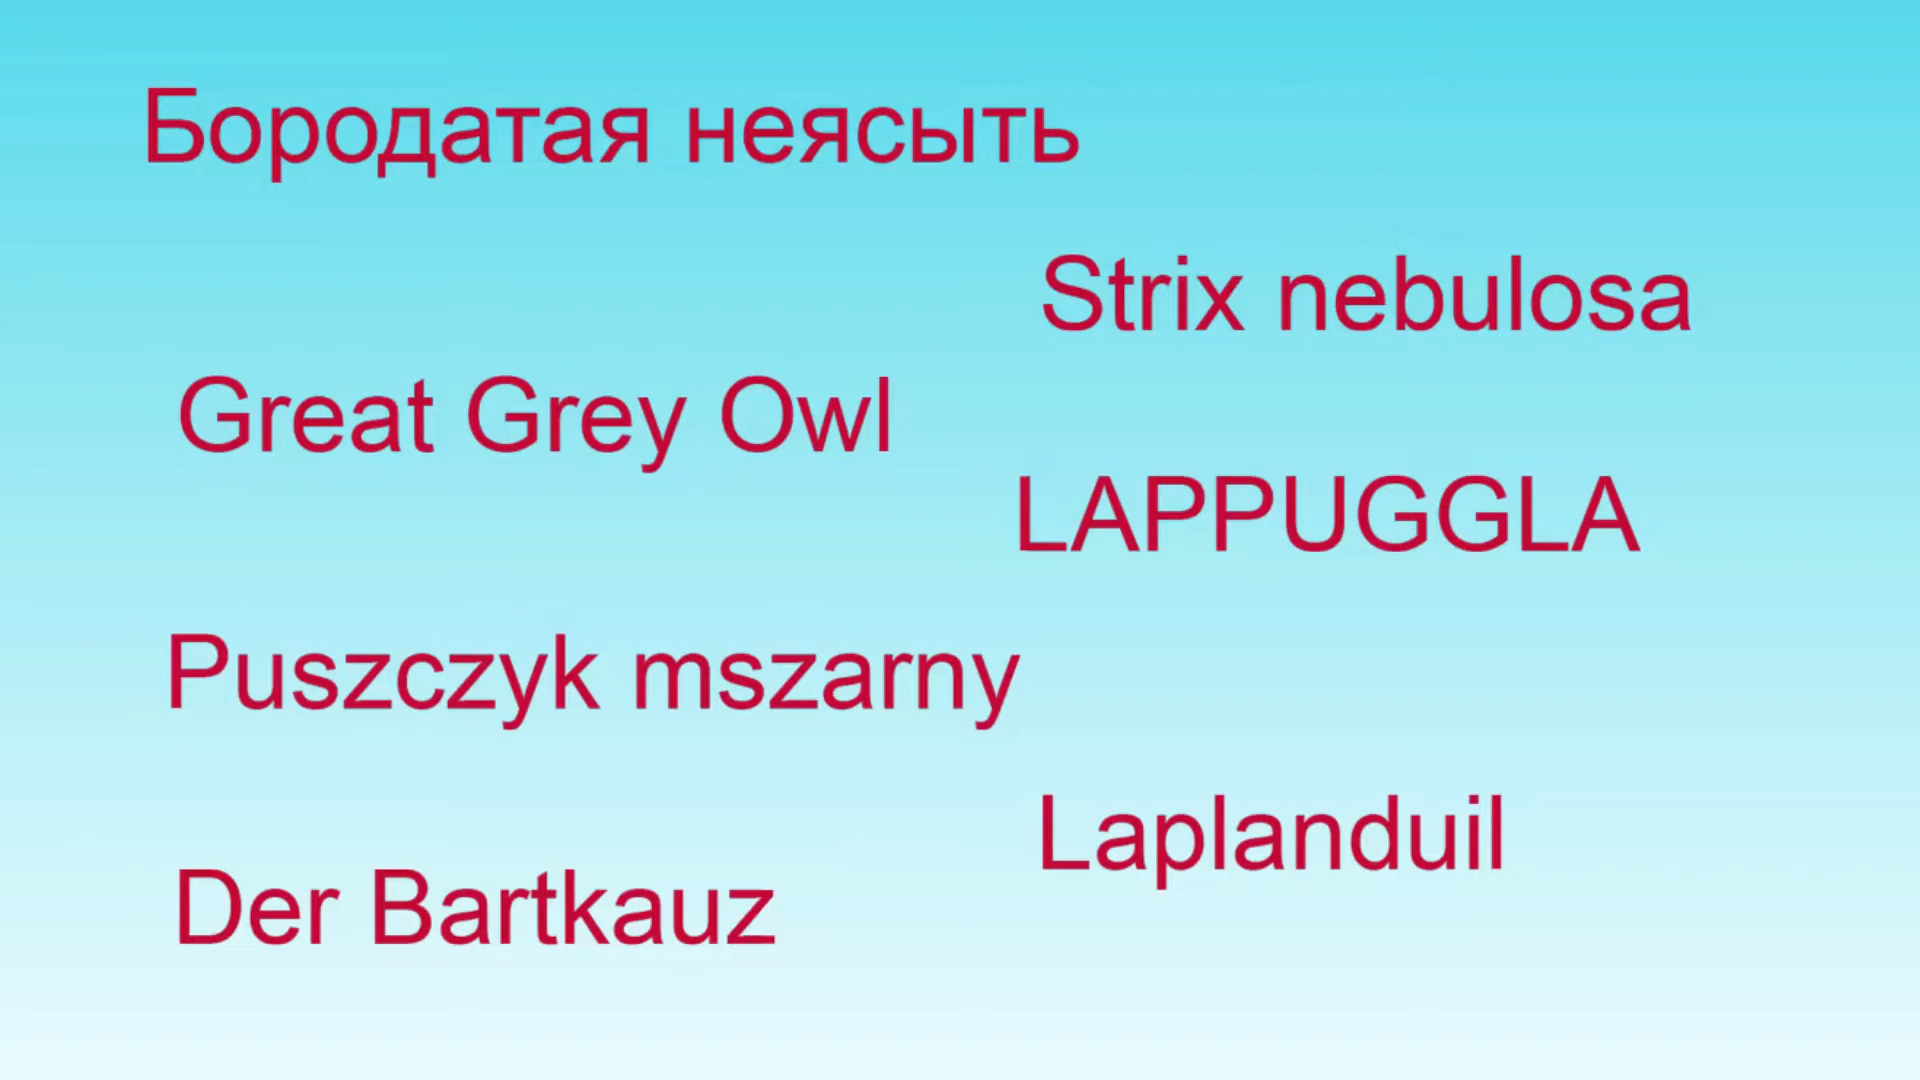 Бородатая неясыть
Strix nebulosa
Great Grey Owl
LAPPUGGLA
Puszczyk mszarny
Laplanduil
Der Bartkauz